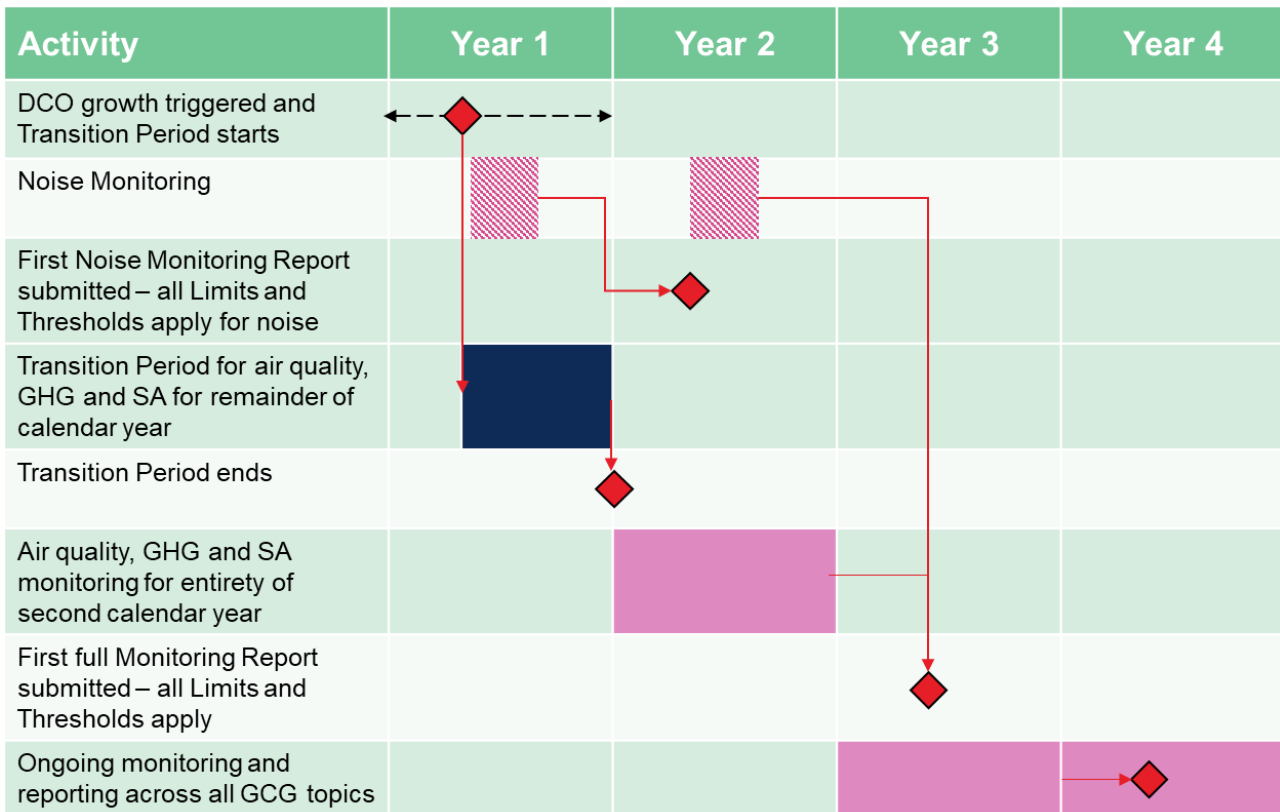 Activity
Year 1
Year 2
Year 3
Year 4
DCO growth triggered and
Transition Period starts
Noise Monitoring
First Noise Monitoring Report
submitted – all Limits and
Thresholds apply for noise
Transition Period for air quality,
GHG and SA for remainder of
calendar year
Transition Period ends
Air quality, GHG and SA
monitoring for entirety of
second calendar year
First full Monitoring Report
submitted – all Limits and
Thresholds apply
Ongoing monitoring and
reporting across all GCG topics